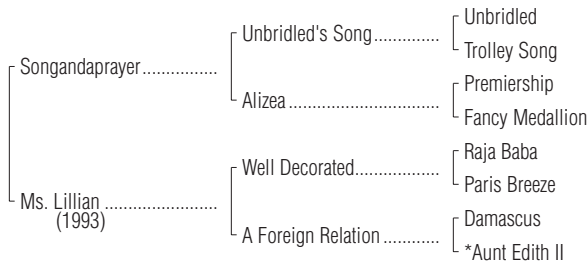 Unbridled
Unbridled's Song...............
Trolley Song
Songandaprayer.................
Premiership
Alizea..................................
Fancy Medallion
Raja Baba
Well Decorated...................
Paris Breeze
Ms. Lillian .........................
(1993)
Damascus
A Foreign Relation ............
*Aunt Edith II